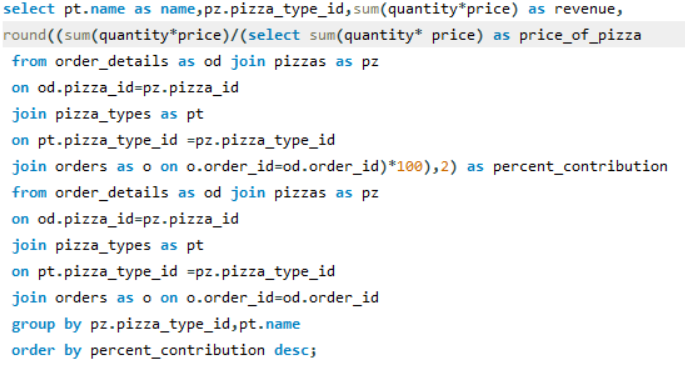 select pt.name as name,pz.pizza_type_id,sum(quantity*price) as revenue,
round((sum(quantity*price)/(select sum(quantity* price) as price_of_pizza
from order_details as od join pizzas as pz
on od.pizza_id=pz.pizza_id
join pizza_types as pt
on pt.pizza_type_id =pz.pizza_type_id
join orders as o on o.order_id=od.order_id)*100),2) as percent_contribution
from order_details as od join pizzas as pz
on od.pizza_id=pz.pizza_id
join pizza_types as pt
on pt.pizza_type_id =pz.pizza_type_id
join orders as o on o.order_id=od.order_id
group by pz.pizza_type_id,pt.name
order by percent_contribution desc;